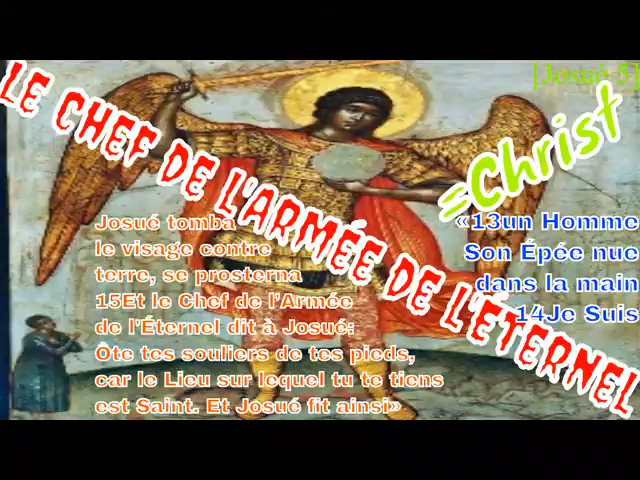 [Josué 5]
LE CHEF DE L'ARMÉE DE L'ÉTERNEL
=Christ
«13un Homme
Son Épée nue
dans la main
14Je Suis
Josué tomba
le visage contre
terre, se prosterna
15Et le Chef de l'Armée
de l'Éternel dit à Josué:
Ôte tes souliers de tes pieds,
car le Lieu sur lequel tu te tiens
est Saint. Et Josué fit ainsi»